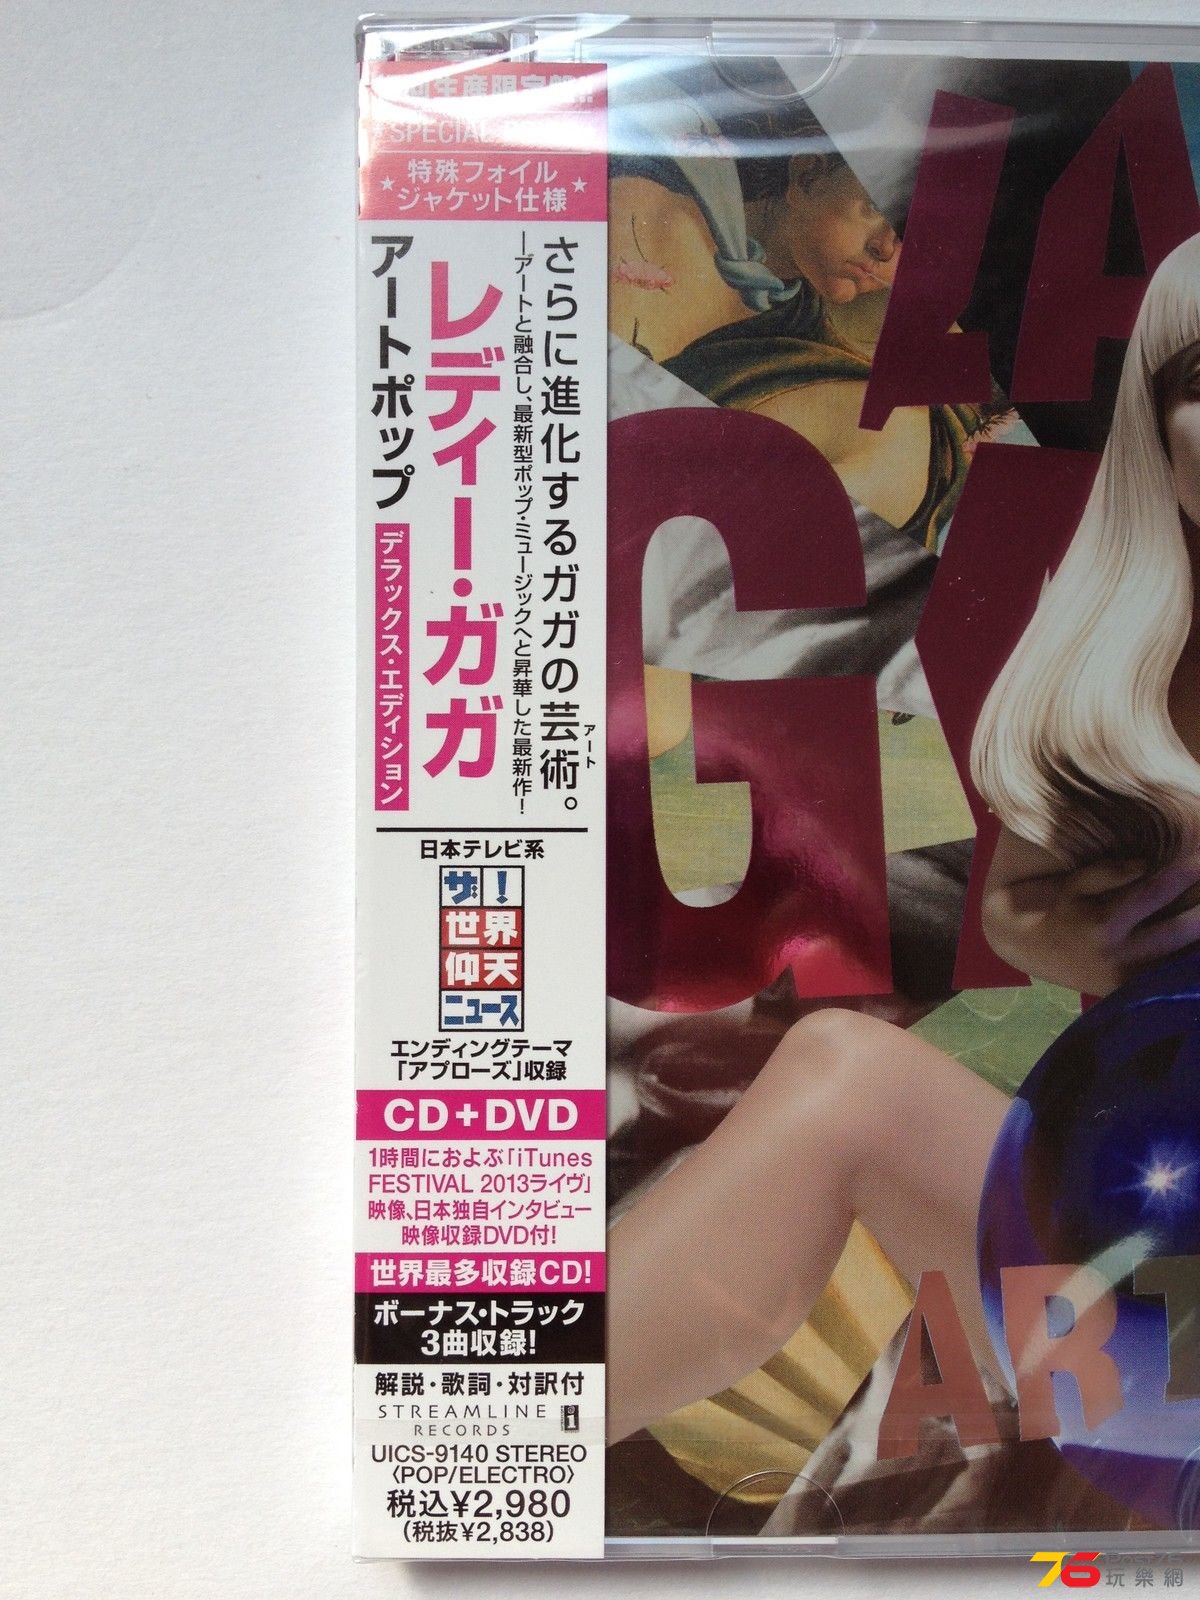 生産限定盤!!
SPECIAL
特殊フォイル
ジャケット仕様
さらに進化するガガの芸術。
アート
―アートと融合し、最新型ポップ・ミュージックへと昇華した最新作!
レディー・ガガ
アートポップ
デラックス・エディション
日本テレビ系
ザ!
世界
仰天
ニュース
エンディングテーマ
「アプローズ」収録
CD+DVD
1時間におよぶ「iTunes
FESTIVAL 2013ライヴ」
映像、日本独自インタビュー
映像収録DVD付!
世界最多収録CD!
ボーナス・トラック
3曲収録!
解説・歌詞・対訳付
STREAMLINE
RECORDS
i
UICS-9140 STEREO
〈POP/ELECTRO〉
税込¥2,980
(税抜¥2,838)
LA
G
ART
76
Post76
玩樂網